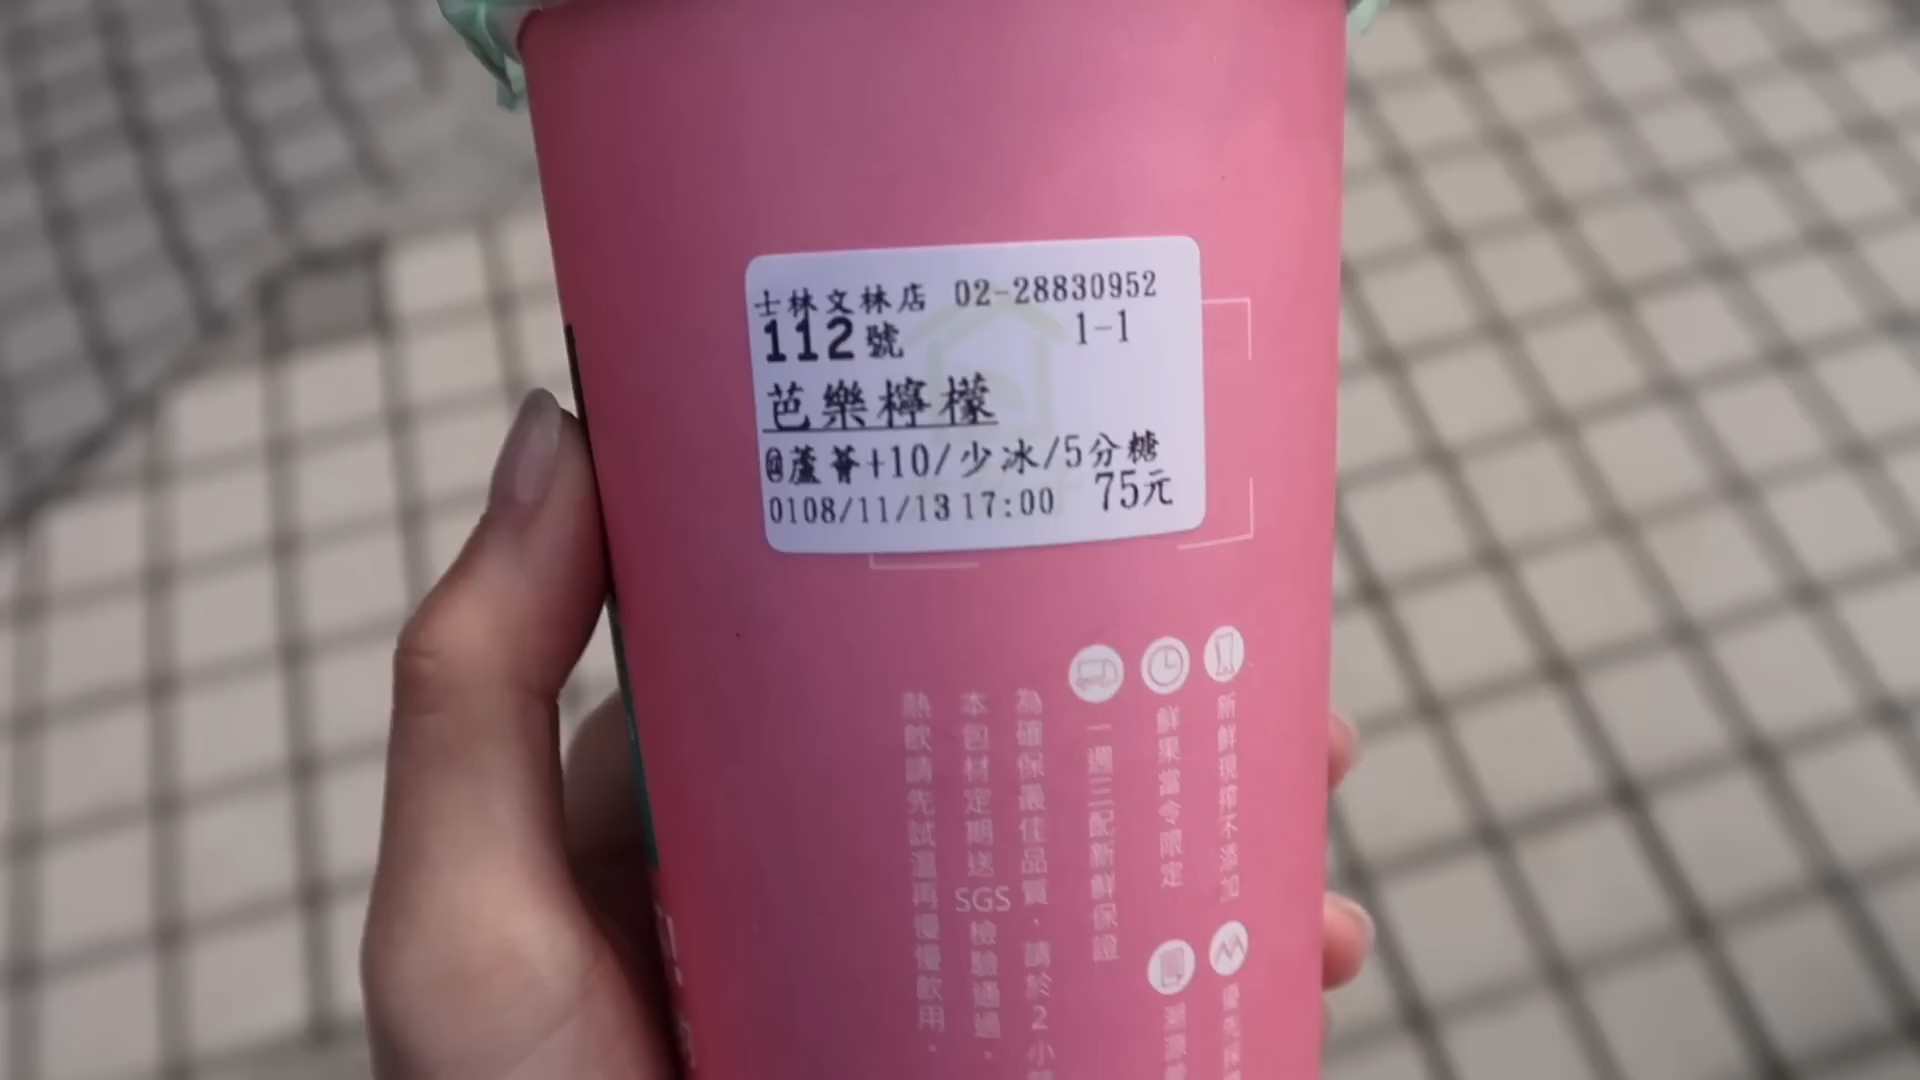 士林文林店 02-28830952
112號 1-1
芭樂檸檬
@蘆薈+10/少冰/5分糖
0108/11/13 17:00 75元
新鮮現搾不添加
鮮果當令限定
一週三配新鮮保證
為確保最佳品質、請於2小
本包材定期送SGS檢驗通過。
熱飲請先試溫再慢慢飲用。
優先採